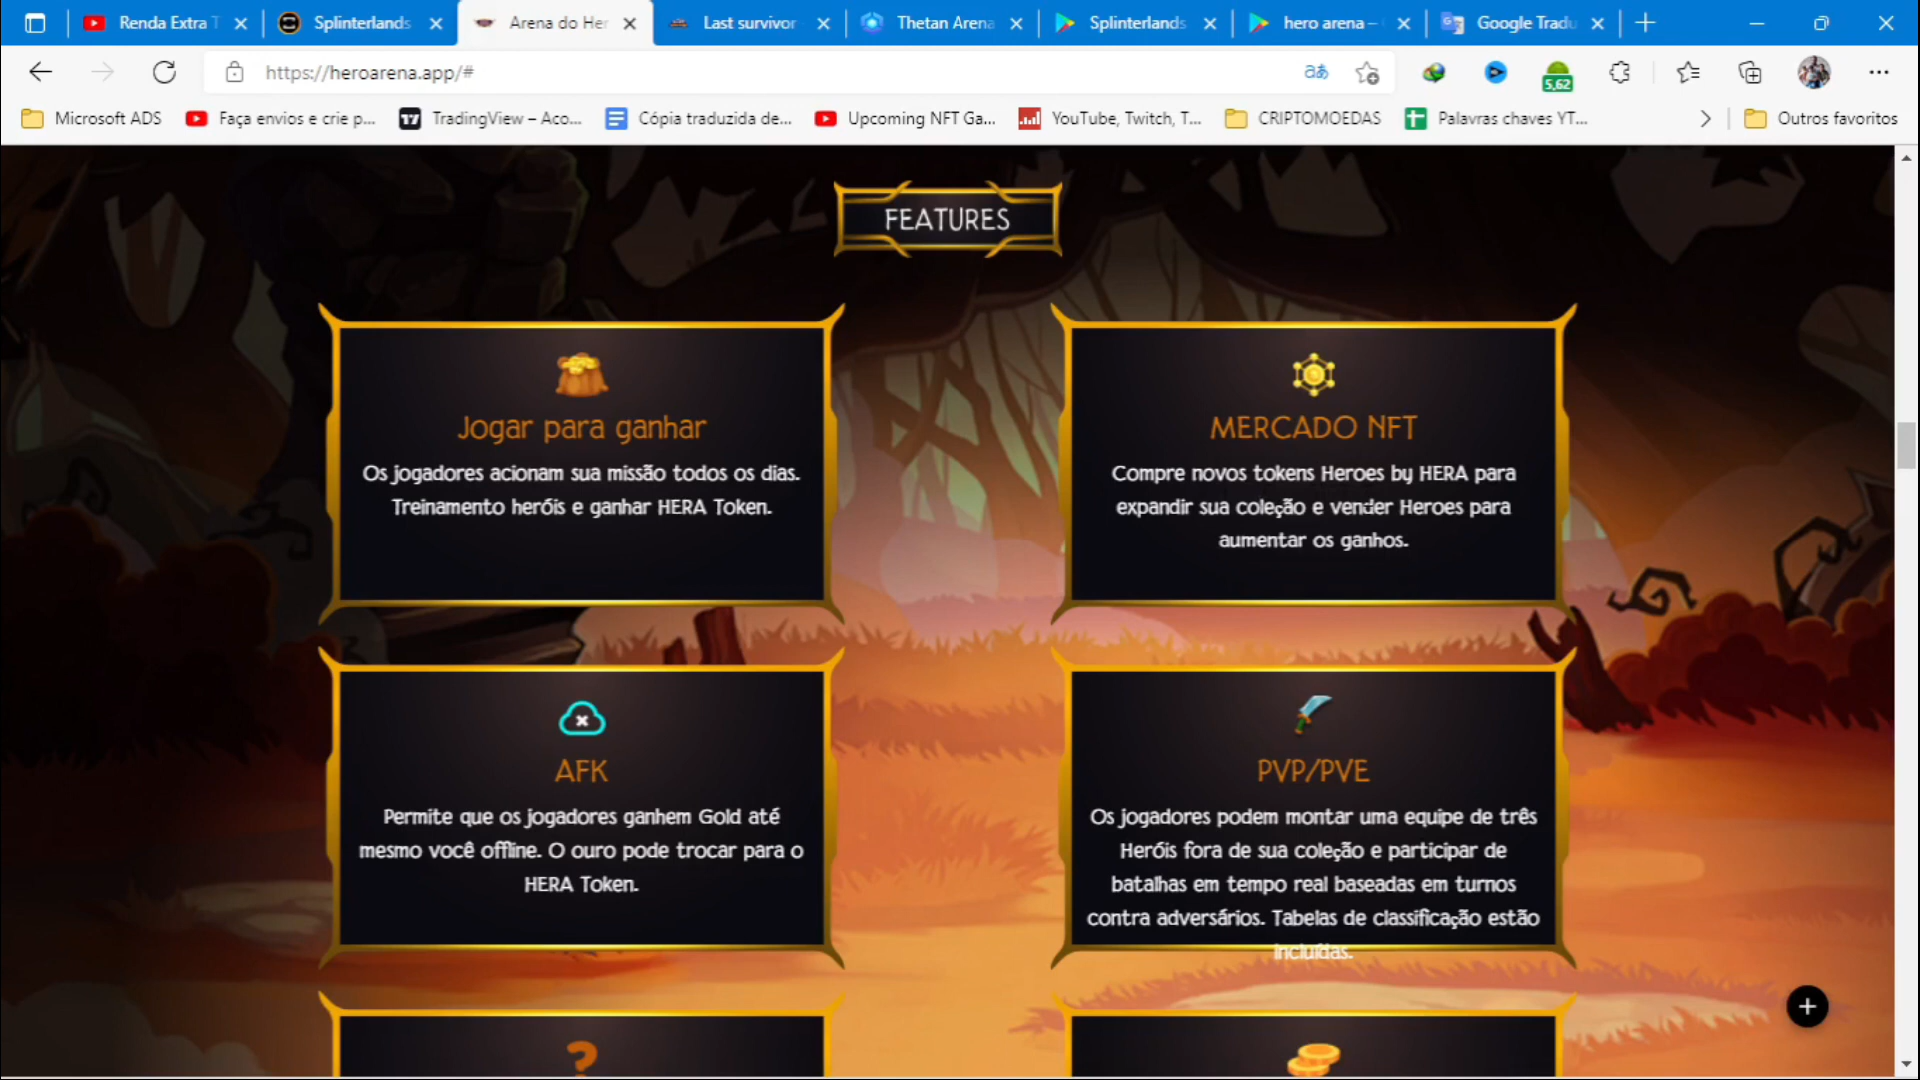 Renda Extra T
Splinterlands
Arena do Her
Last survivor
Thetan Arena
Splinterlands
hero arena –
Google Tradu
https://heroarena.app/#
5,62
Microsoft ADS
Faça envios e crie p...
TradingView – Aco...
Cópia traduzida de...
Upcoming NFT Ga...
YouTube, Twitch, T...
CRIPTOMOEDAS
Palavras chaves YT...
Outros favoritos
FEATURES
Jogar para ganhar
Os jogadores acionam sua missão todos os dias.
Treinamento heróis e ganhar HERA Token.
MERCADO NFT
Compre novos tokens Heroes by HERA para
expandir sua coleção e vender Heroes para
aumentar os ganhos.
AFK
Permite que os jogadores ganhem Gold até
mesmo você offline. O ouro pode trocar para o
HERA Token.
PVP/PVE
Os jogadores podem montar uma equipe de três
Heróis fora de sua coleção e participar de
batalhas em tempo real baseadas em turnos
contra adversários. Tabelas de classificação estão
incluídas.